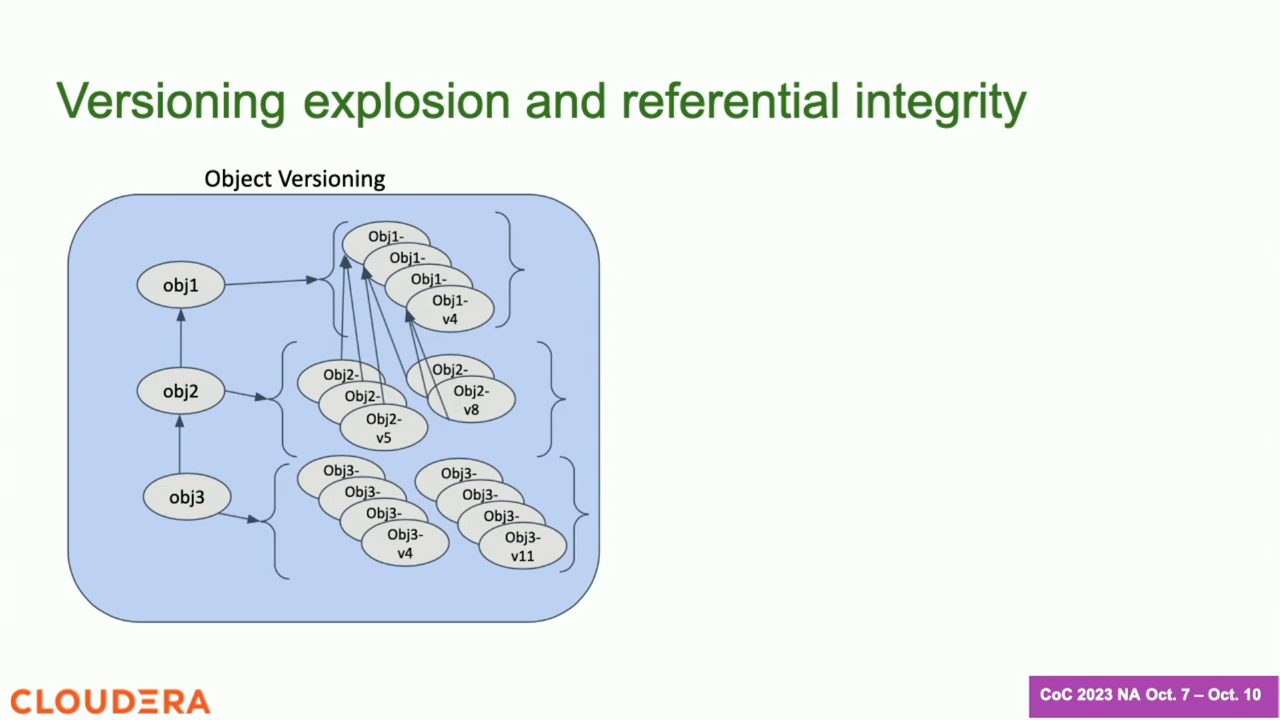 Versioning explosion and referential integrity
Object Versioning
obj1
Obj1-
Obj1-
Obj1-
Obj1-
v4
obj2
Obj2-
Obj2-
Obj2-
v5
Obj2-
Obj2-
v8
obj3
Obj3-
Obj3-
Obj3-
Obj3-
v4
Obj3-
Obj3-
Obj3-
Obj3-
v11
CLOUDERA
CoC 2023 NA Oct. 7 – Oct. 10